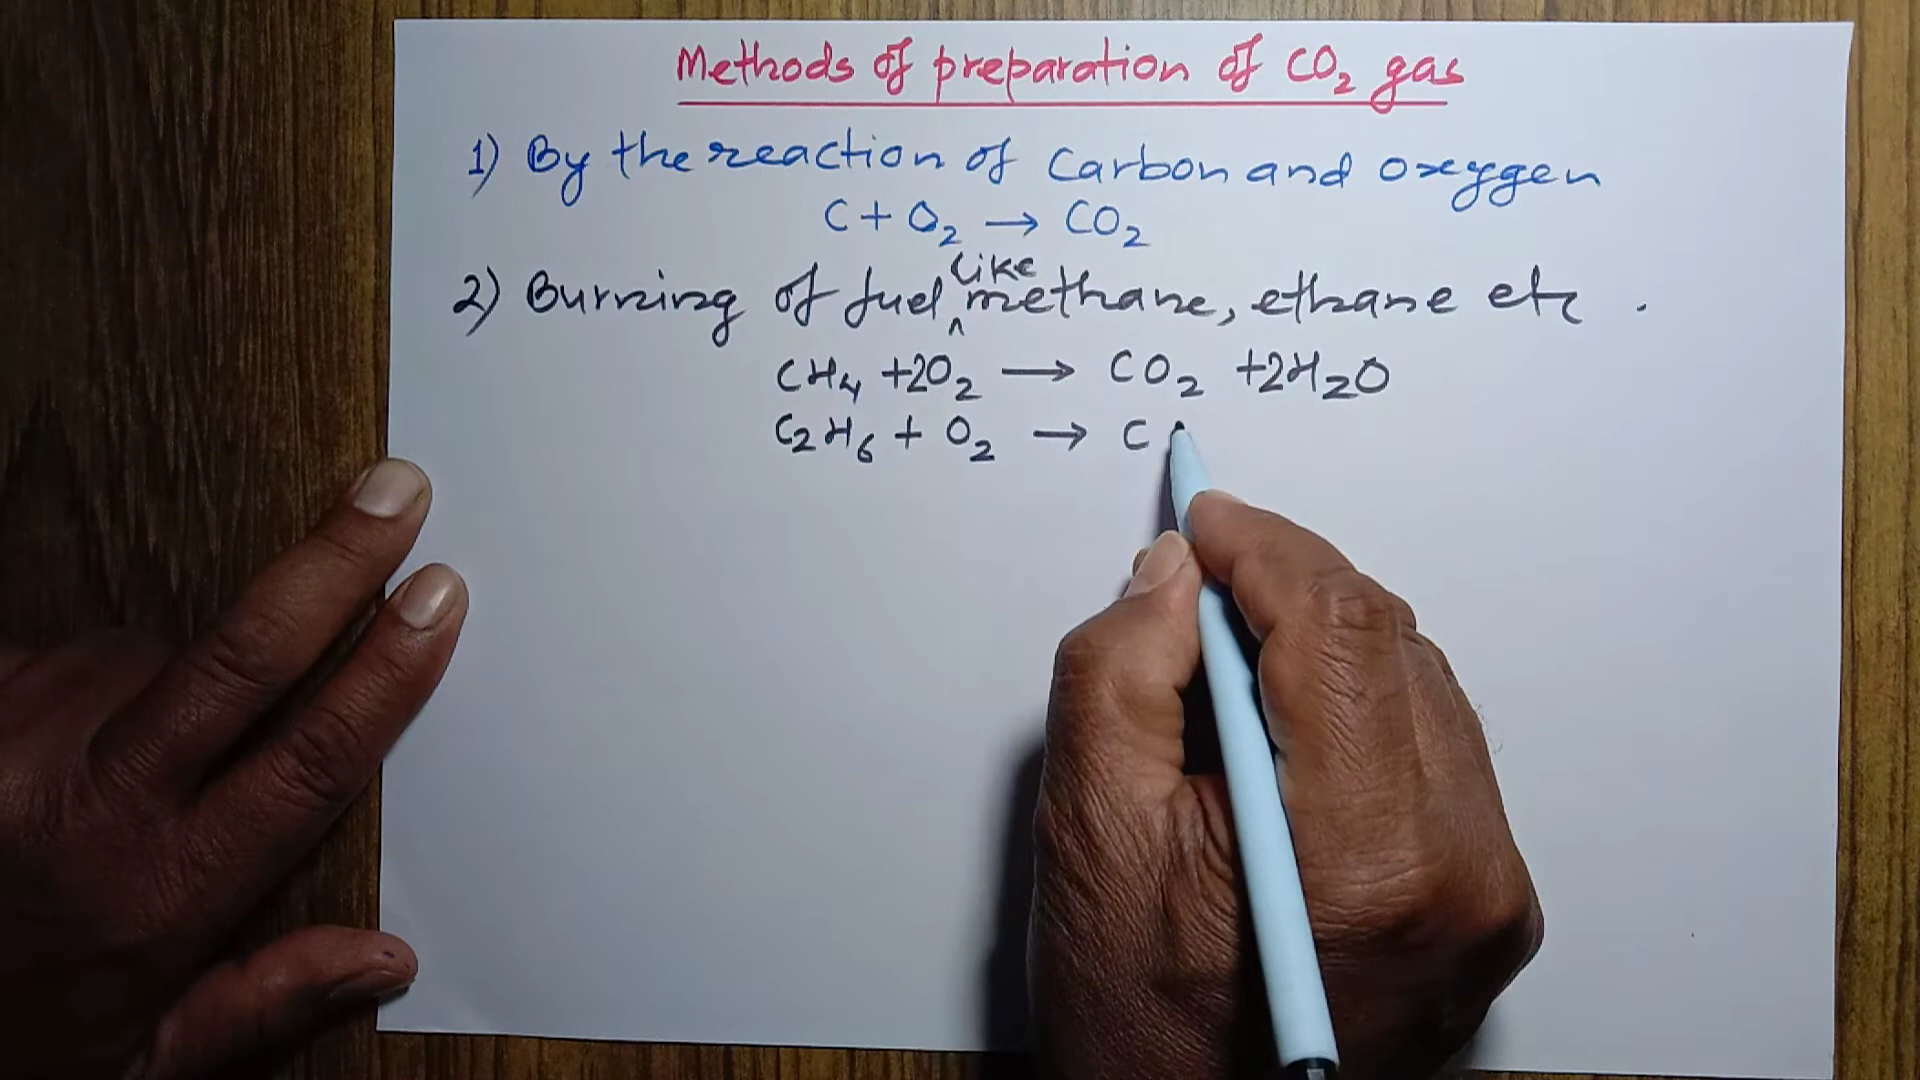 Methods of preparation of CO₂ gas
1) By the reaction of Carbon and oxygen
C + O₂ → CO₂
2) Burning of fuel like methane, ethane etc .
CH₄ +2O₂ → CO₂ +2H₂O
C₂H₆ + O₂ → C